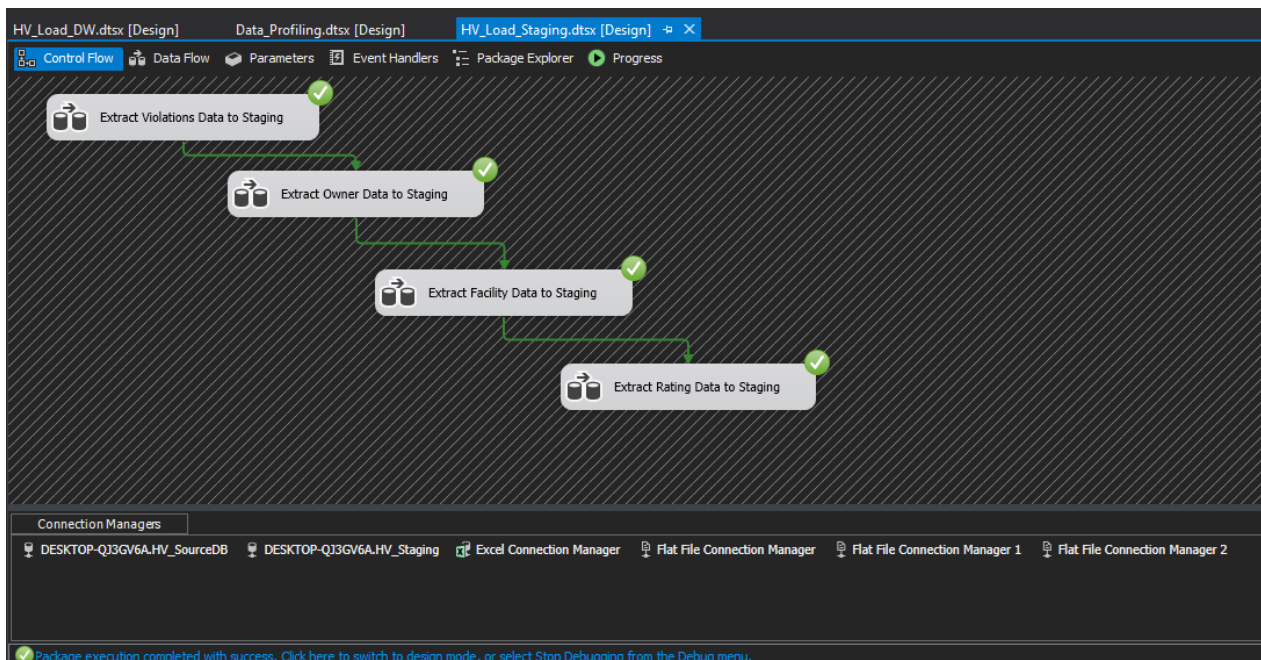 HV_Load_DW.dtsx [Design] Data_Profiling.dtsx [Design] HV_Load_Staging.dtsx [Design]
Control Flow Data Flow Parameters Event Handlers Package Explorer Progress
Extract Violations Data to Staging
Extract Owner Data to Staging
Extract Facility Data to Staging
Extract Rating Data to Staging
Connection Managers
DESKTOP-QJ3GV6A.HV_SourceDB DESKTOP-QJ3GV6A.HV_Staging Excel Connection Manager Flat File Connection Manager Flat File Connection Manager 1 Flat File Connection Manager 2
Package execution completed with success. Click here to switch to design mode, or select Stop Debugging from the Debug menu.